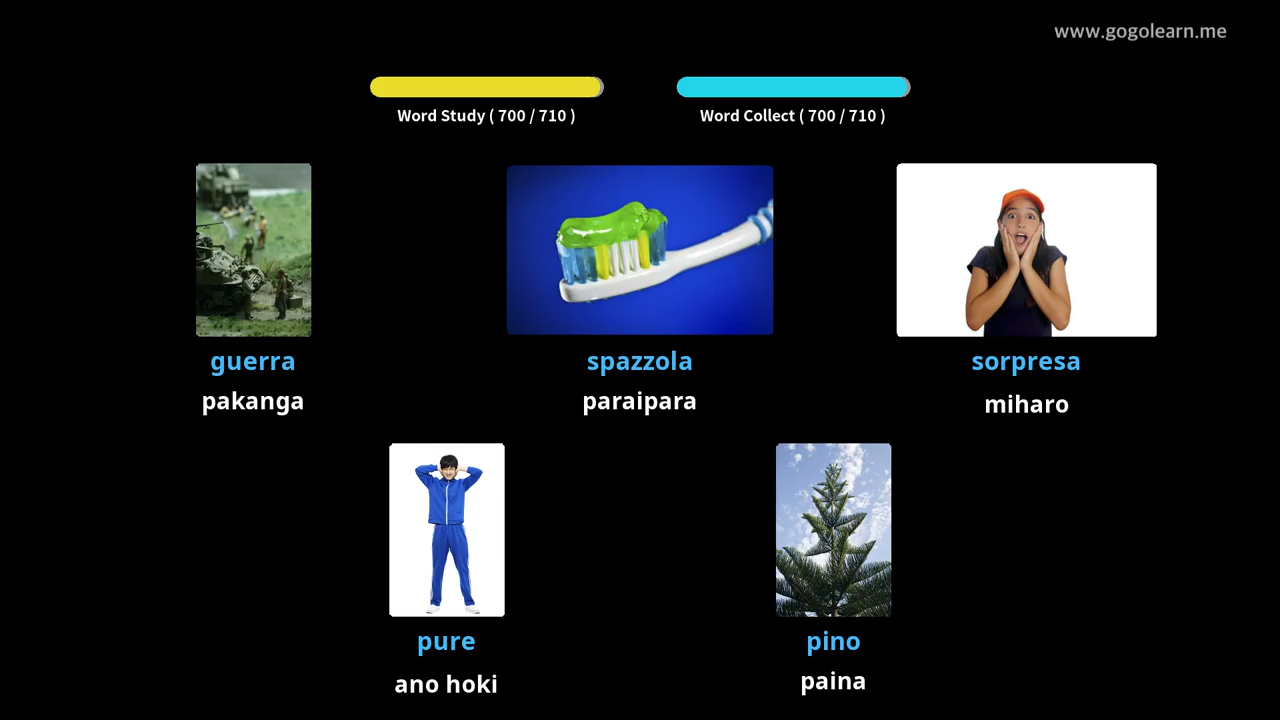 www.gogolearn.me
Word Study ( 700 / 710 )
Word Collect ( 700 / 710 )
guerra
pakanga
spazzola
paraipara
sorpresa
miharo
pure
ano hoki
pino
paina